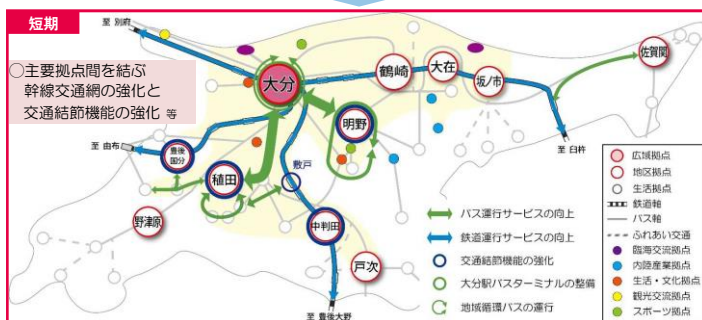 短期
至 別府
○主要拠点間を結ぶ
幹線交通網の強化と
交通結節機能の強化 等
大分
鶴崎
大在
坂ノ市
佐賀関
明野
至 臼杵
至 由布
豊後
国分
稙田
敷戸
野津原
中判田
戸次
至 豊後大野
バス運行サービスの向上
鉄道運行サービスの向上
交通結節機能の強化
大分駅バスターミナルの整備
地域循環バスの運行
広域拠点
地区拠点
生活拠点
鉄道軸
バス軸
ふれあい交通
臨海交流拠点
内陸産業拠点
生活・文化拠点
観光交流拠点
スポーツ拠点